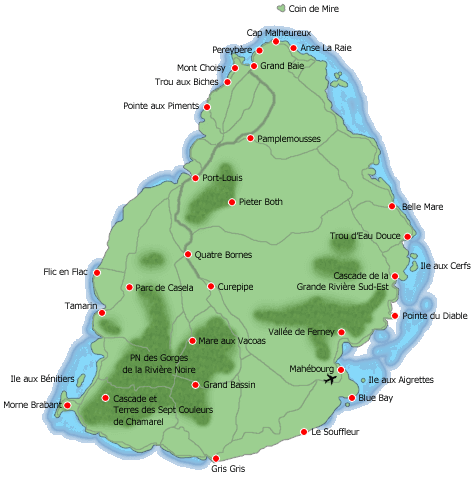 Coin de Mire
Cap Malheureux
Pereypère
Anse La Raie
Mont Choisy
Grand Baie
Trou aux Biches
Pointe aux Piments
Pamplemousses
Port-Louis
Pieter Both
Belle Mare
Trou d'Eau Douce
Quatre Bornes
Ile aux Cerfs
Flic en Flac
Cascade de la
Grande Rivière Sud-Est
Parc de Casela
Curepipe
Tamarin
Pointe du Diable
Vallée de Ferney
Mare aux Vacoas
PN des Gorges
de la Rivière Noire
Mahébourg
Ile aux Bénitiers
Ile aux Aigrettes
Grand Bassin
Morne Brabant
Cascade et
Terres des Sept Couleurs
de Chamarel
Blue Bay
Le Souffleur
Gris Gris